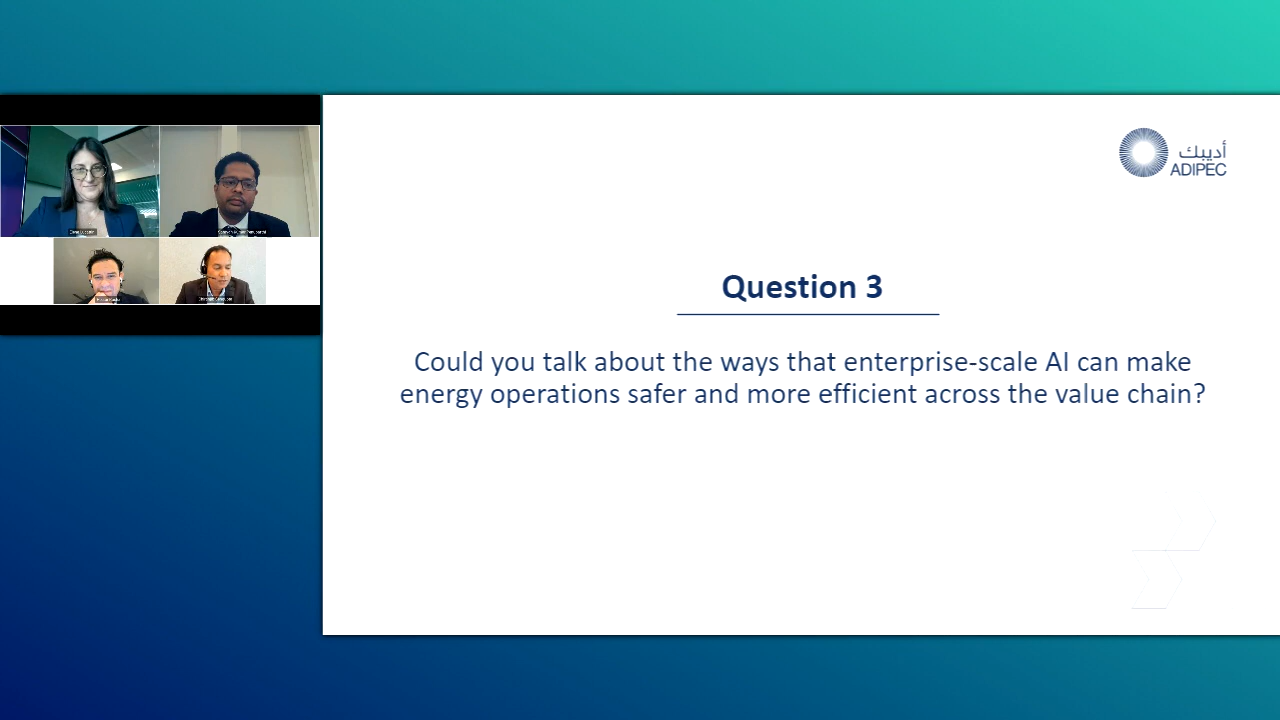 أديبك
ADIPEC
Question 3
Could you talk about the ways that enterprise-scale AI can make
energy operations safer and more efficient across the value chain?